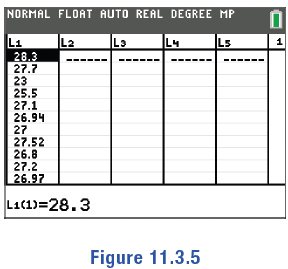 NORMAL FLOAT AUTO REAL DEGREE MP
L1 L2 L3 L4 L5 1
28.3 ------ ------ ------ ------
27.7
23
25.5
27.1
26.94
27
27.52
26.8
27.2
26.97
L1(1)=28.3
Figure 11.3.5